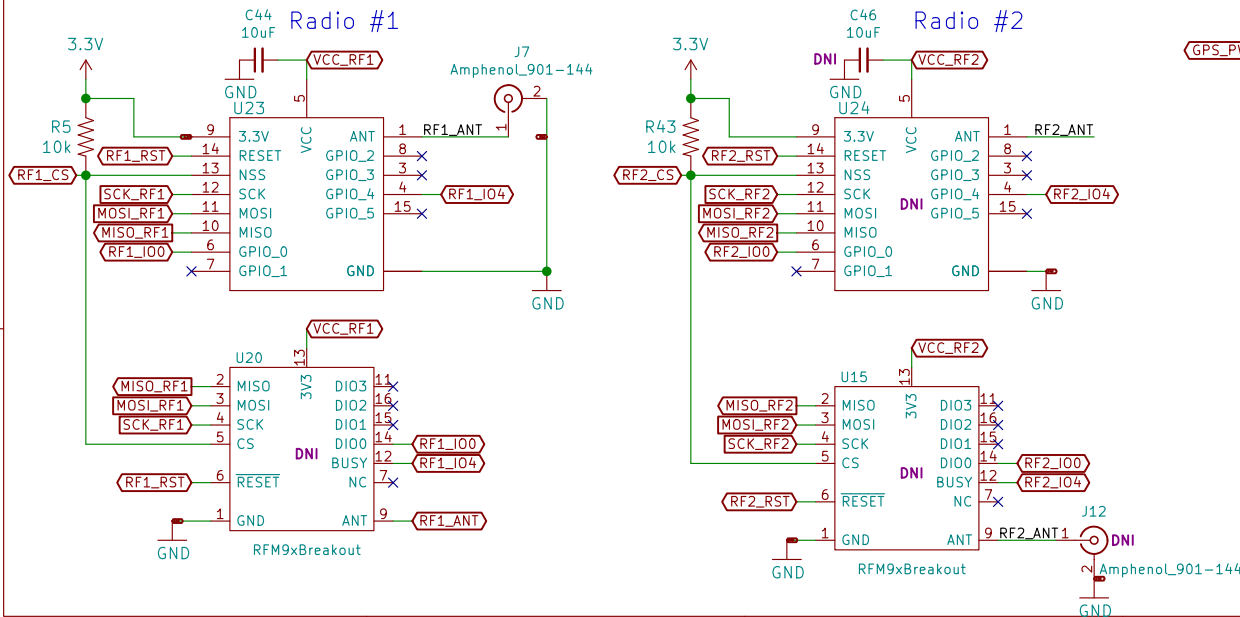 Radio #1
C44
10uF
3.3V
VCC_RF1
GND
J7
Amphenol_901-144
2
1
U23
5
VCC
R5
10k
9 3.3V
14 RESET
13 NSS
12 SCK
11 MOSI
10 MISO
6 GPIO_0
7 GPIO_1
ANT 1 RF1_ANT
GPIO_2 8
GPIO_3 3
GPIO_4 4 RF1_IO4
GPIO_5 15
GND
GND
RF1_RST
RF1_CS
SCK_RF1
MOSI_RF1
MISO_RF1
RF1_IO0
VCC_RF1
U20
13
3V3
MISO_RF1 2 MISO
MOSI_RF1 3 MOSI
SCK_RF1 4 SCK
5 CS
RF1_RST 6 RESET
1 GND
GND
DIO3 11
DIO2 16
DIO1 15
DIO0 14 RF1_IO0
BUSY 12 RF1_IO4
NC 7
ANT 9 RF1_ANT
DNI
RFM9xBreakout
Radio #2
C46
10uF
3.3V
DNI
VCC_RF2
GND
U24
5
VCC
R43
10k
9 3.3V
14 RESET
13 NSS
12 SCK
11 MOSI
10 MISO
6 GPIO_0
7 GPIO_1
ANT 1 RF2_ANT
GPIO_2 8
GPIO_3 3
GPIO_4 4 RF2_IO4
DNI
GPIO_5 15
GND
GND
RF2_RST
RF2_CS
SCK_RF2
MOSI_RF2
MISO_RF2
RF2_IO0
VCC_RF2
U15
13
3V3
MISO_RF2 2 MISO
MOSI_RF2 3 MOSI
SCK_RF2 4 SCK
5 CS
RF2_RST 6 RESET
1 GND
GND
DIO3 11
DIO2 16
DIO1 15
DIO0 14 RF2_IO0
BUSY 12 RF2_IO4
NC 7
ANT 9 RF2_ANT 1
DNI
RFM9xBreakout
J12
DNI
2
Amphenol_901-144
GND